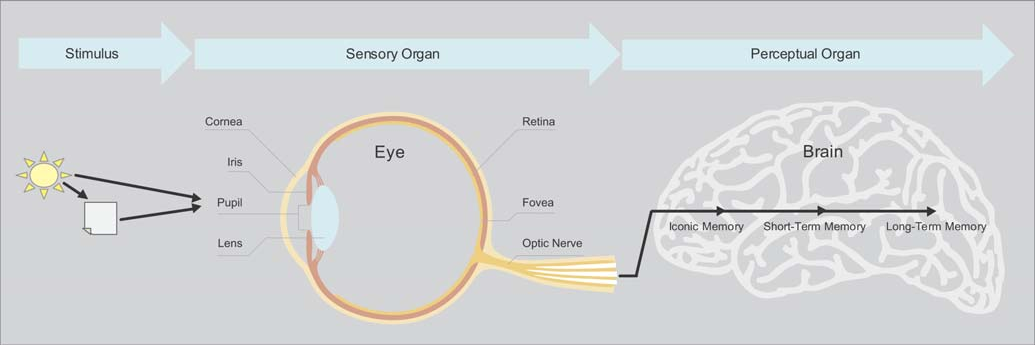 Stimulus
Sensory Organ
Perceptual Organ
Cornea
Iris
Pupil
Lens
Eye
Retina
Fovea
Optic Nerve
Brain
Iconic Memory
Short-Term Memory
Long-Term Memory